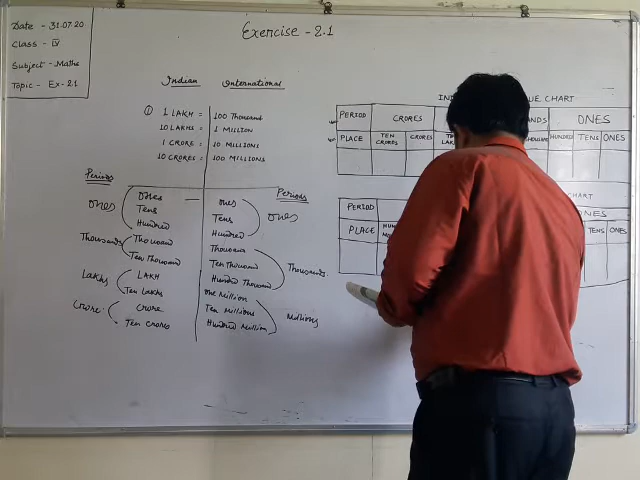 Date - 31.07.20
Class - IV
Subject - Maths
Topic - Ex - 2.1
Exercise - 2.1
Indian International
① 1 LAKH = 100 Thousand
10 LAKHS = 1 MILLION
1 CRORE = 10 MILLIONS
10 CRORES = 100 MILLIONS
Periods Periods
ones ones — ones ones
Tens Tens
Hundred Hundred
Thousands Thousand Thousand Thousands
Ten Thousand Ten Thousand
Hundred Thousand
Lakhs LAKH one Million Millions
Ten Lakhs Ten Millions
Crore Crore Hundred Million
Ten Crores
CHART
PERIOD CRORES ONES
PLACE TEN CRORES CRORES HUNDRED TENS ONES
CHART
PERIOD ONES
PLACE TENS ONES